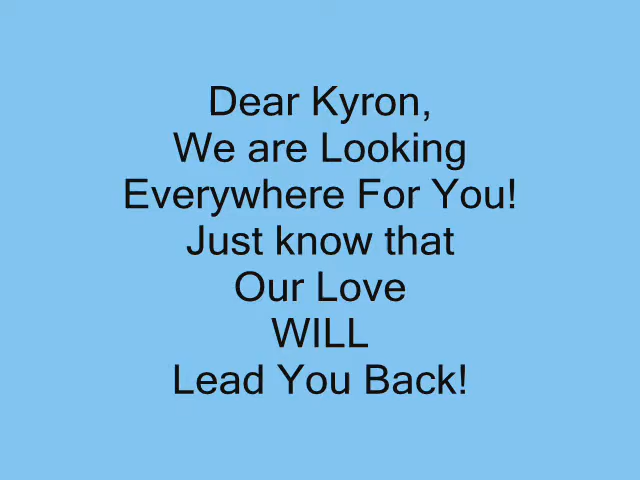 Dear Kyron,
We are Looking
Everywhere For You!
Just know that
Our Love
WILL
Lead You Back!